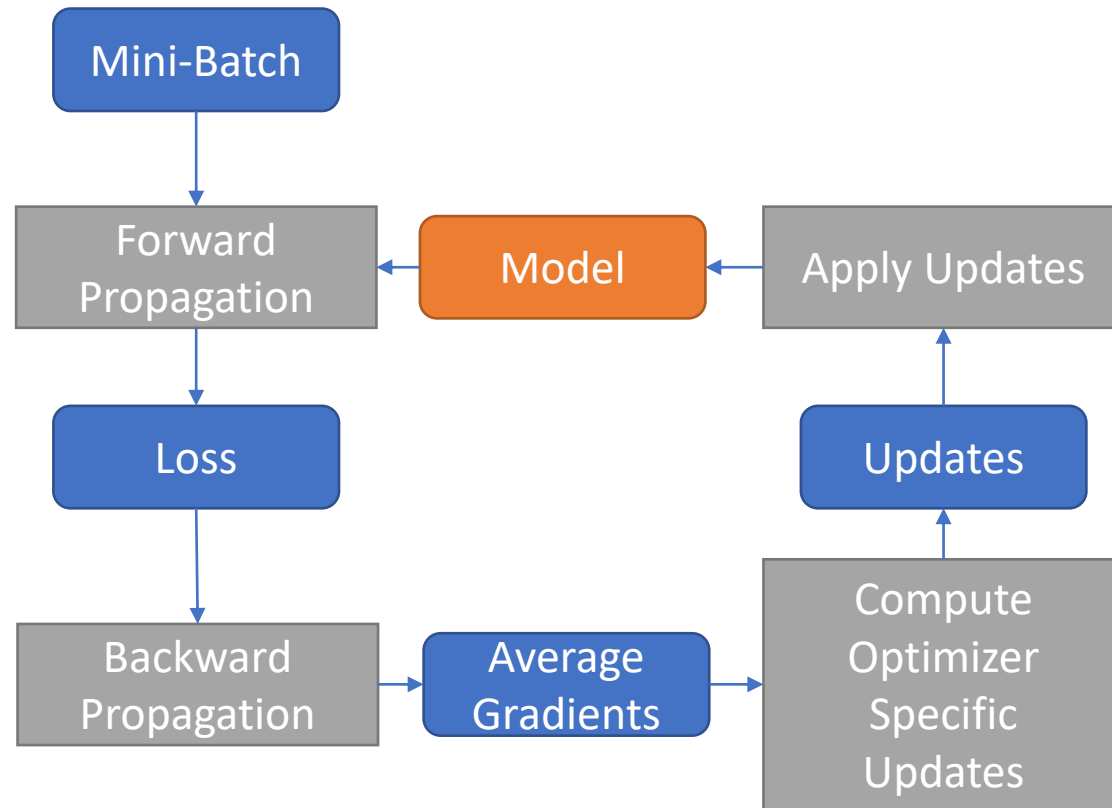 Mini-Batch
Forward
Propagation
Model
Apply Updates
Loss
Updates
Backward
Propagation
Average
Gradients
Compute
Optimizer
Specific
Updates